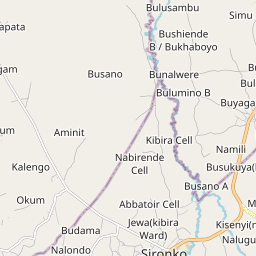 Bulusambu
Simu
apata
Bushiende
B / Bukhaboyo
gam
Busano
Bunalwere
Bulumino B
Buyaga
um
Aminit
Kibira Cell
Namili
Kalengo
Nabirende
Cell
Busukuya(k
Busano A
Okum
Abbatoir Cell
Jewa(kibira
Ward)
Kisenyi(m
Budama
Nalugu
Nalondo
Sironko